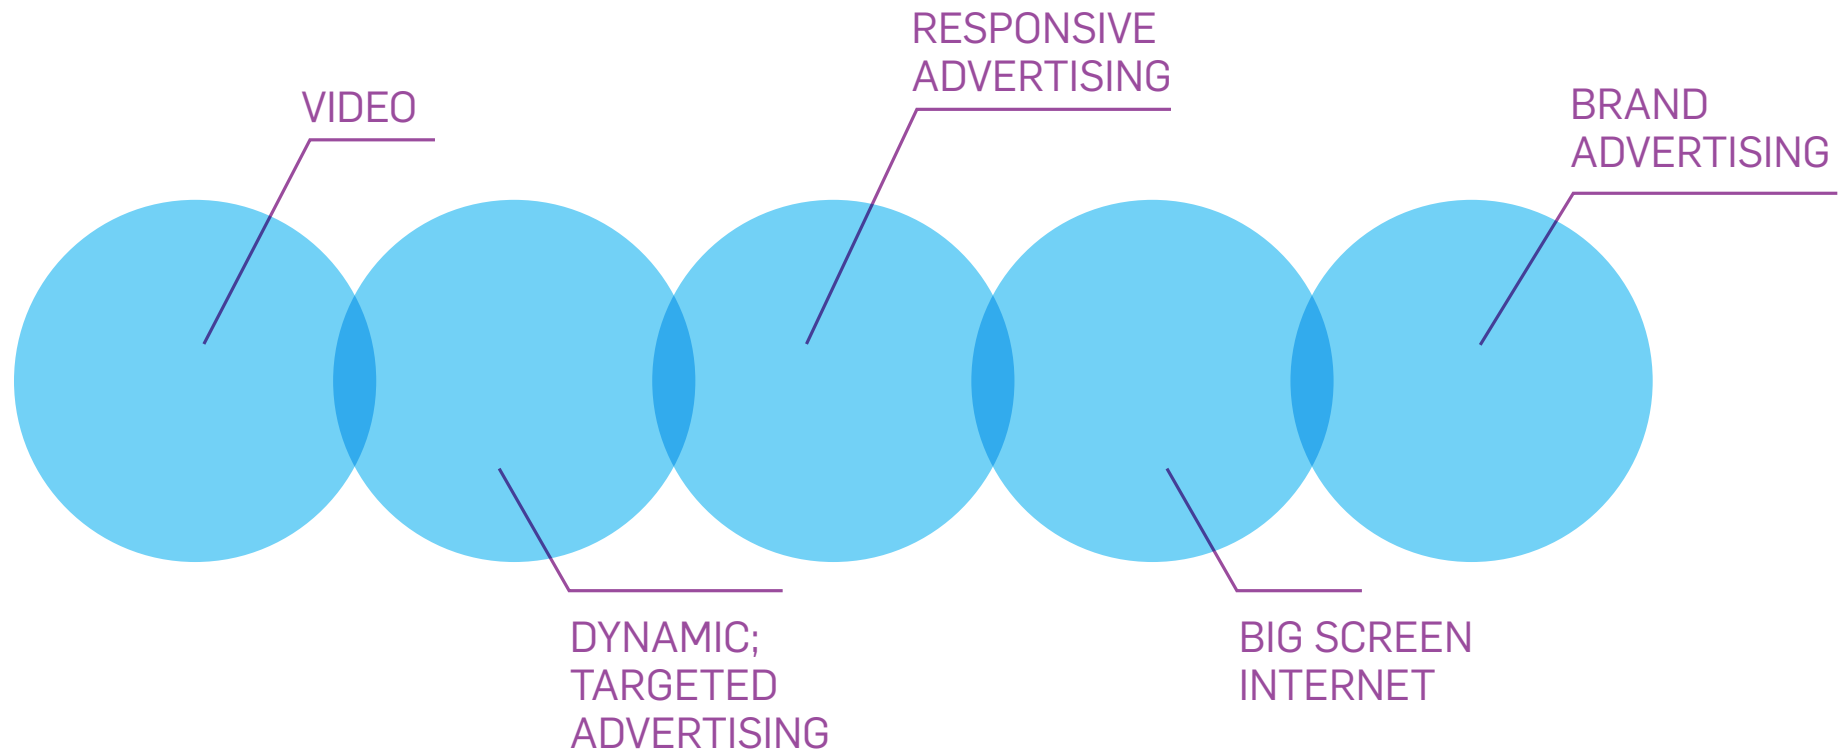 VIDEO
DYNAMIC;
TARGETED
ADVERTISING
RESPONSIVE
ADVERTISING
BIG SCREEN
INTERNET
BRAND
ADVERTISING